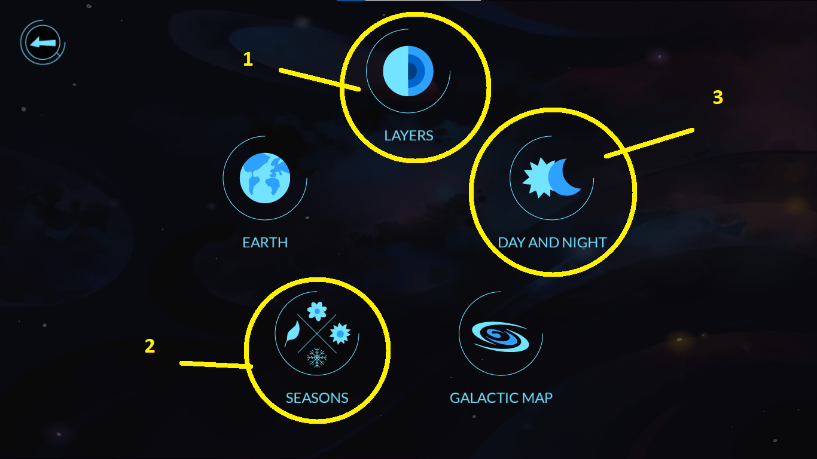 1
LAYERS
3
EARTH
DAY AND NIGHT
2
SEASONS
GALACTIC MAP